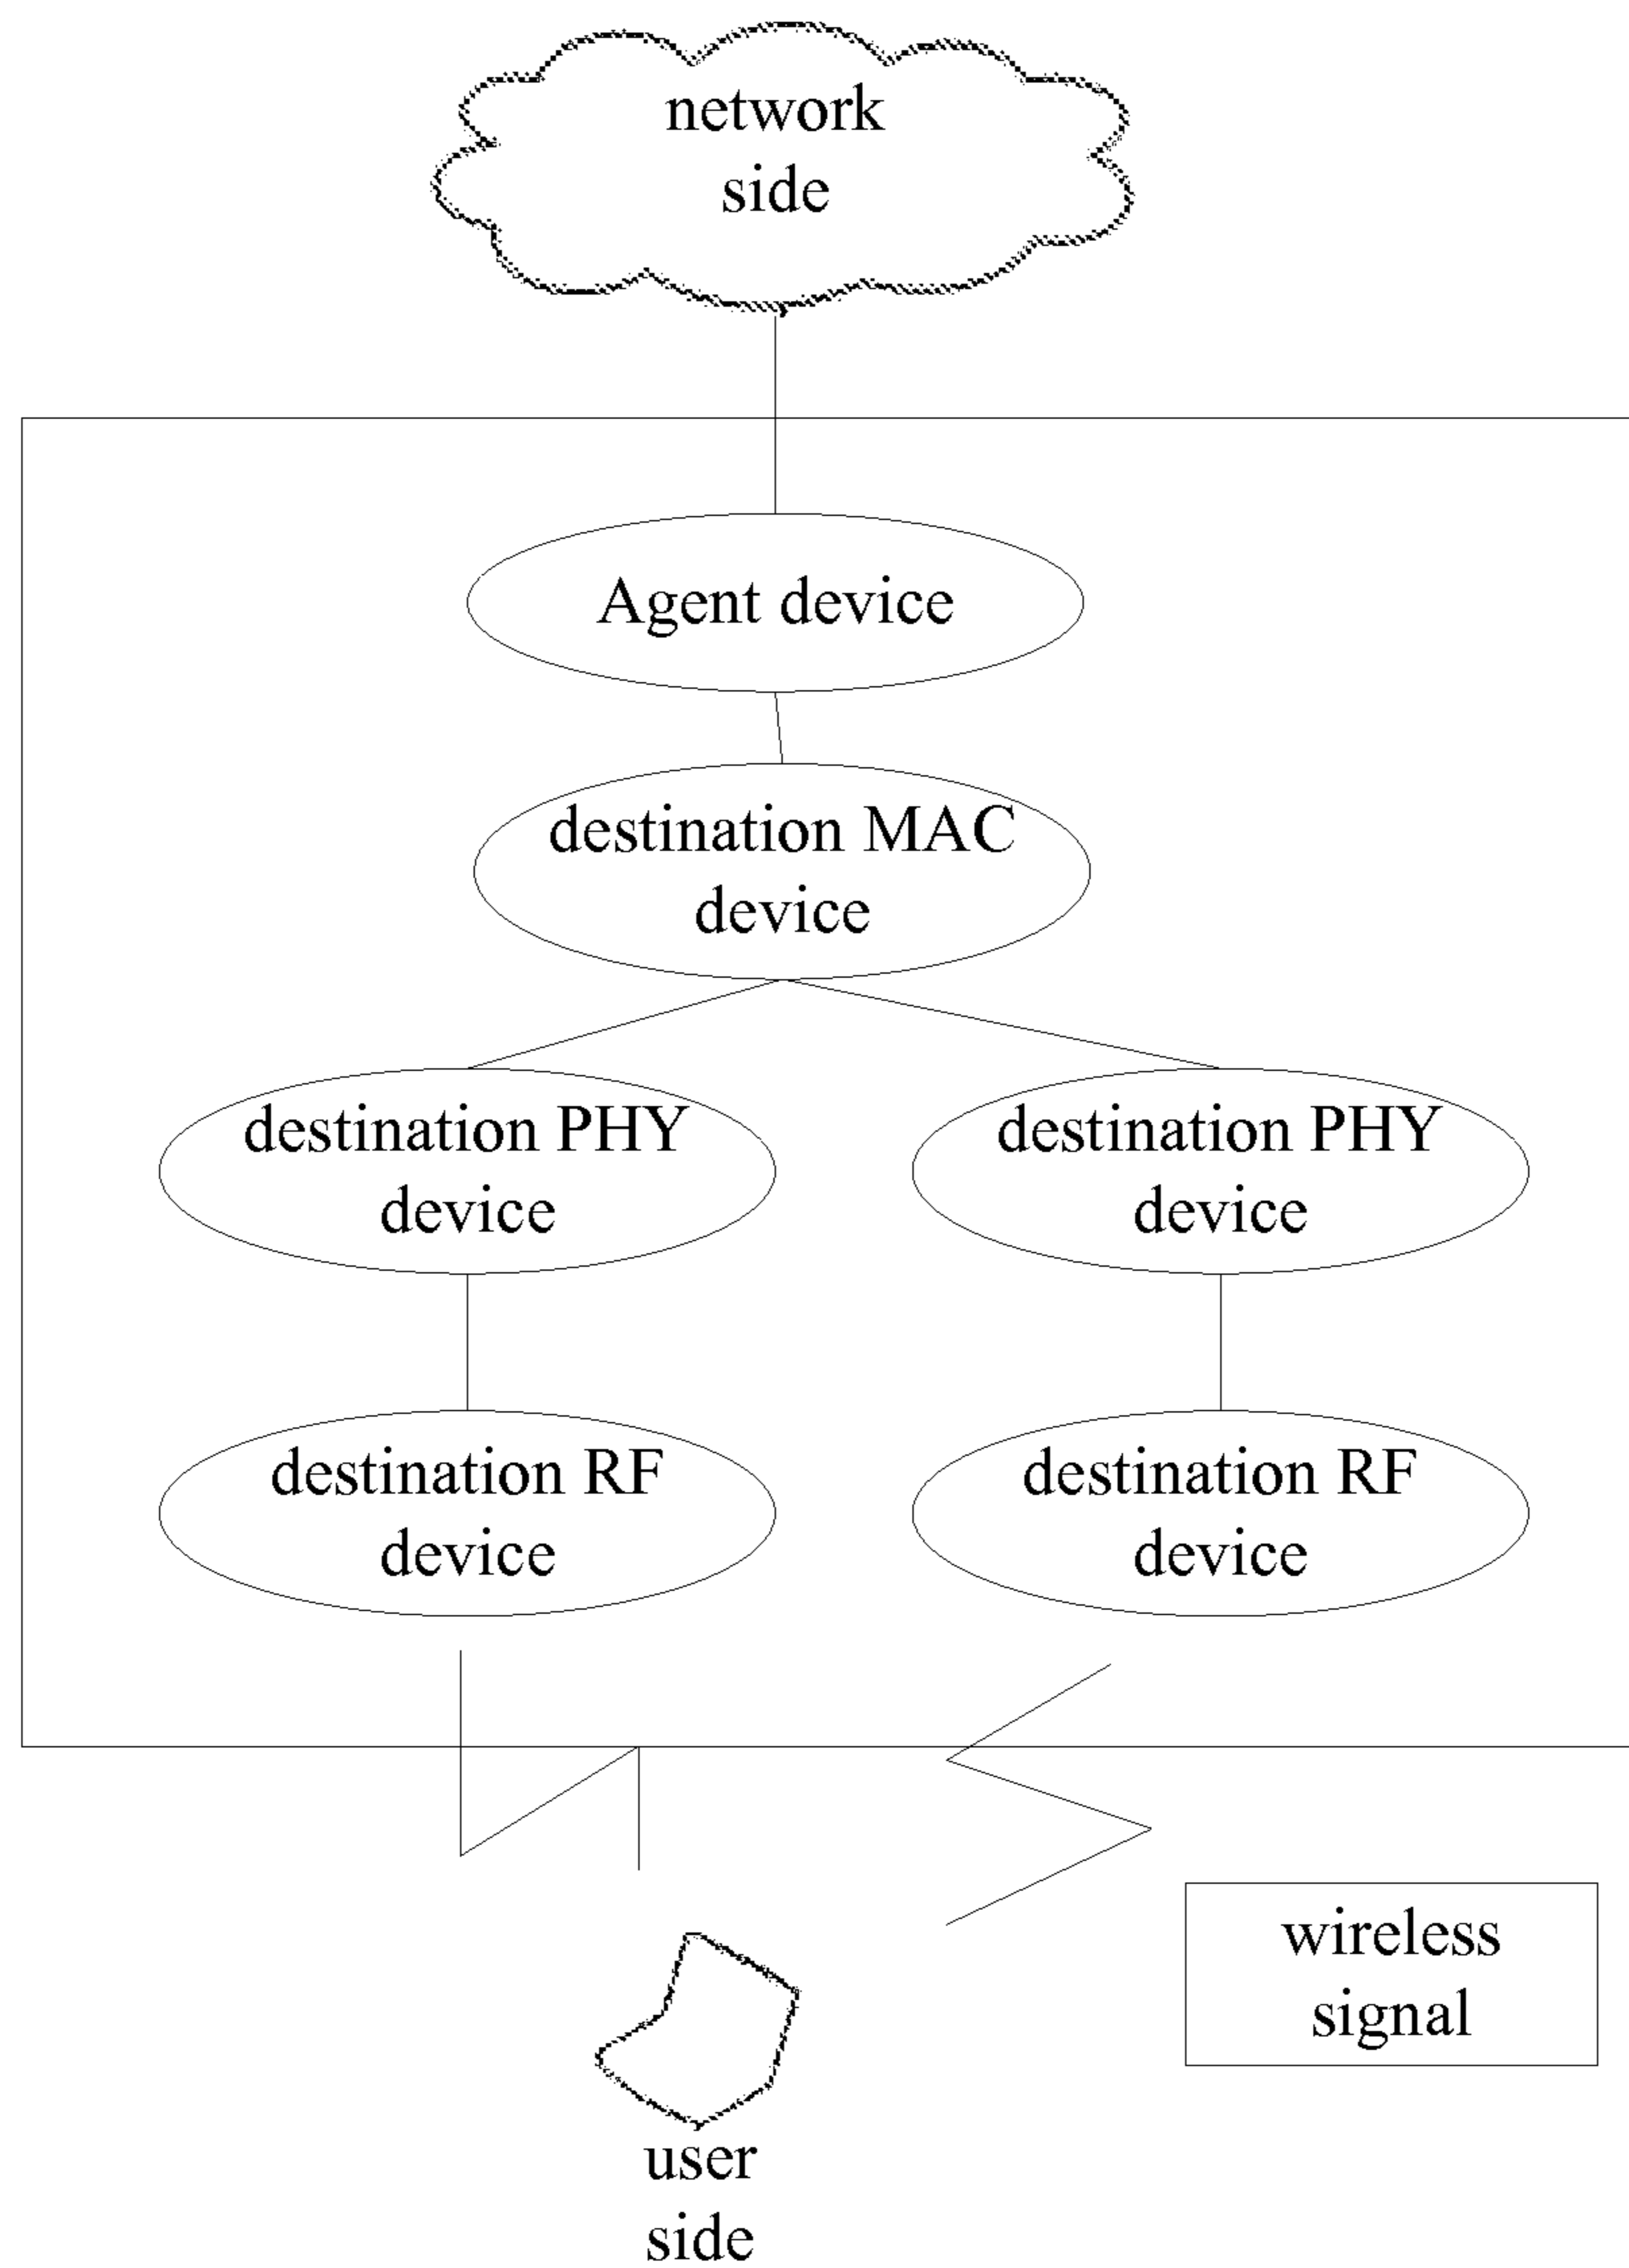 network
side
Agent device
destination MAC
device
destination PHY
device
destination PHY
device
destination RF
device
destination RF
device
wireless
signal
user
side